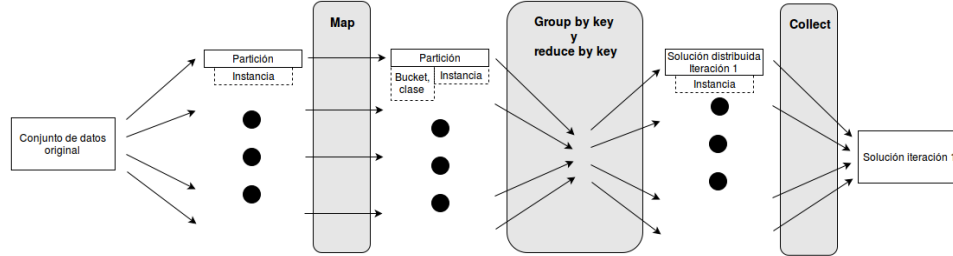 Conjunto de datos
original
Partición
Instancia
Map
Partición
Bucket,
clase
Instancia
Group by key
y
reduce by key
Solución distribuida
Iteración 1
Instancia
Collect
Solución iteración 1